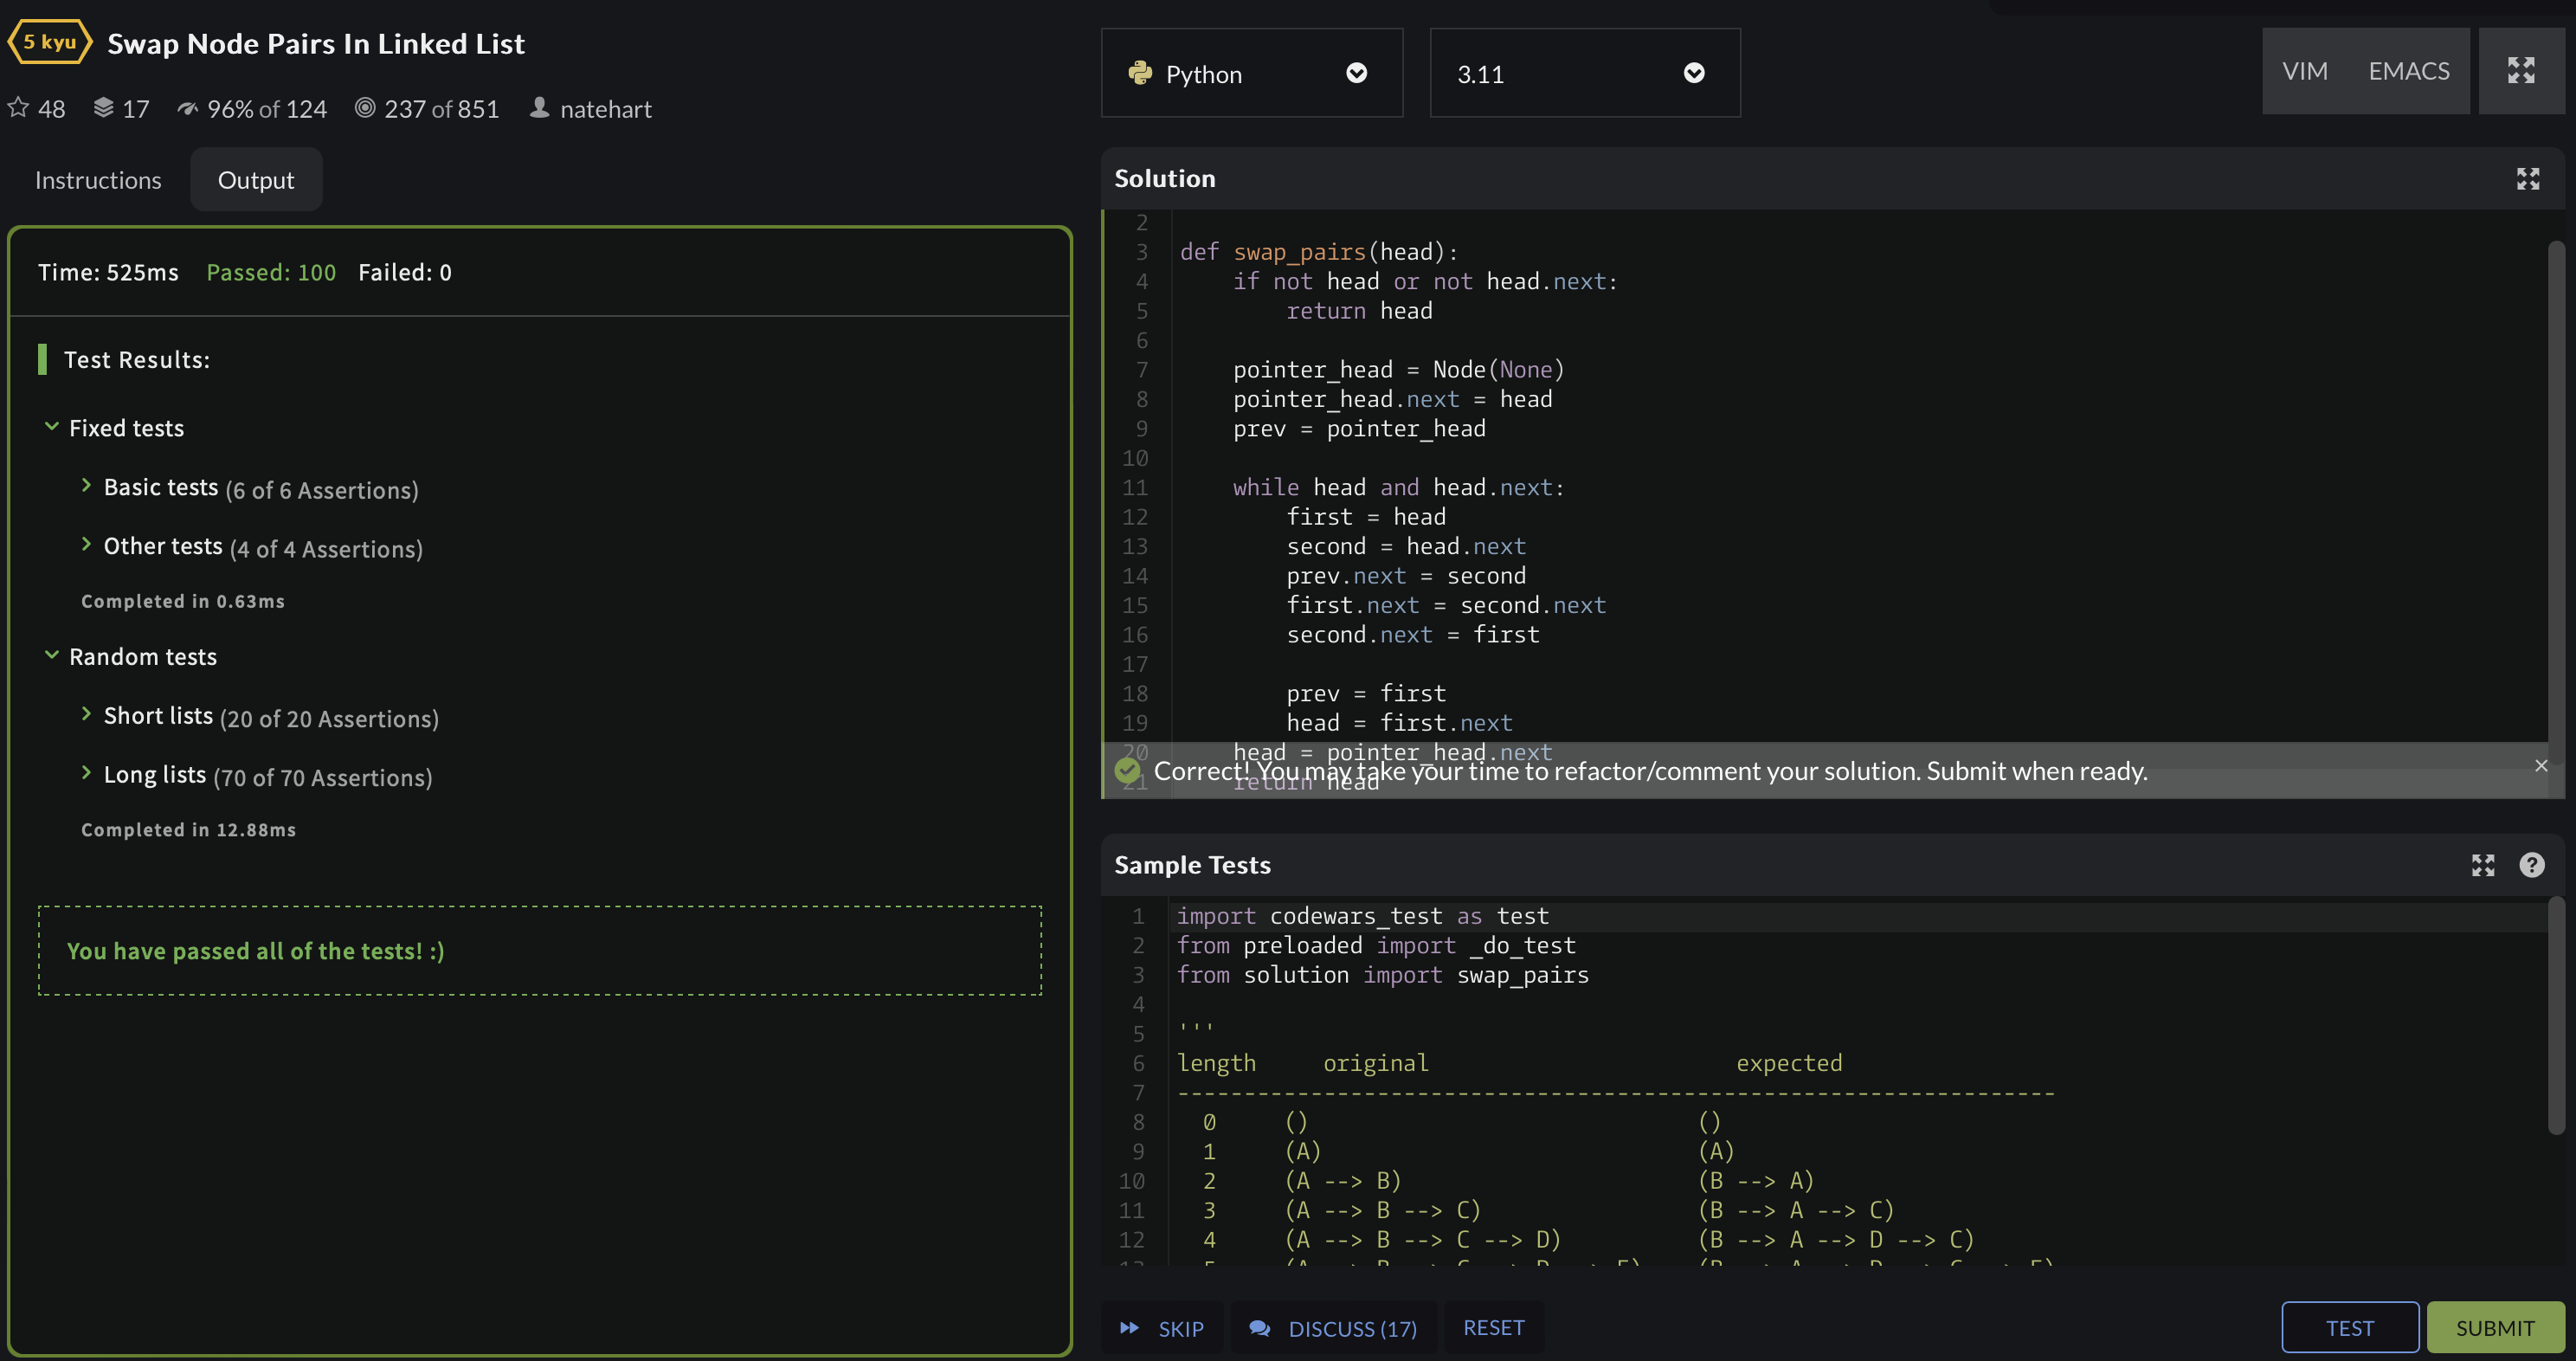 5 kyu Swap Node Pairs In Linked List
48 17 96% of 124 237 of 851 natehart
Instructions Output
Time: 525ms Passed: 100 Failed: 0
Test Results:
Fixed tests
Basic tests (6 of 6 Assertions)
Other tests (4 of 4 Assertions)
Completed in 0.63ms
Random tests
Short lists (20 of 20 Assertions)
Long lists (70 of 70 Assertions)
Completed in 12.88ms
You have passed all of the tests! :)
Python 3.11 VIM EMACS
Solution
2
3 def swap_pairs(head):
4     if not head or not head.next:
5         return head
6
7     pointer_head = Node(None)
8     pointer_head.next = head
9     prev = pointer_head
10
11     while head and head.next:
12         first = head
13         second = head.next
14         prev.next = second
15         first.next = second.next
16         second.next = first
17
18         prev = first
19         head = first.next
20     head = pointer_head.next
Correct! You may take your time to refactor/comment your solution. Submit when ready.
21     return head
Sample Tests
1 import codewars_test as test
2 from preloaded import _do_test
3 from solution import swap_pairs
4
5 '''
6 length     original                       expected
7 ------------------------------------------------------------------
8   0     ()                             ()
9   1     (A)                            (A)
10   2     (A --> B)                      (B --> A)
11   3     (A --> B --> C)                (B --> A --> C)
12   4     (A --> B --> C --> D)          (B --> A --> D --> C)
SKIP DISCUSS (17) RESET TEST SUBMIT